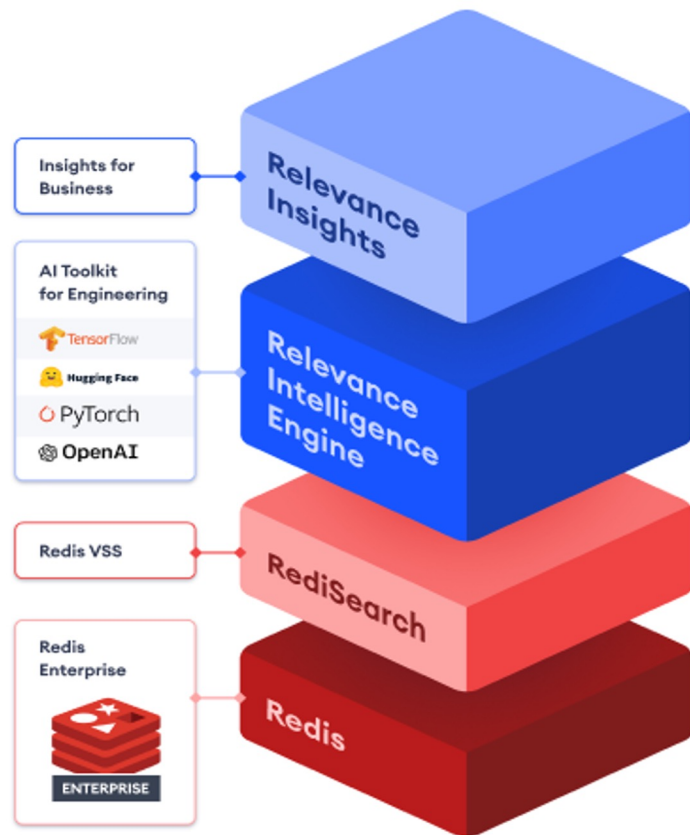 Insights for
Business
Relevance
Insights
AI Toolkit
for Engineering
TensorFlow
Hugging Face
PyTorch
OpenAI
Relevance
Intelligence
Engine
Redis VSS
RediSearch
Redis
Enterprise
ENTERPRISE
Redis